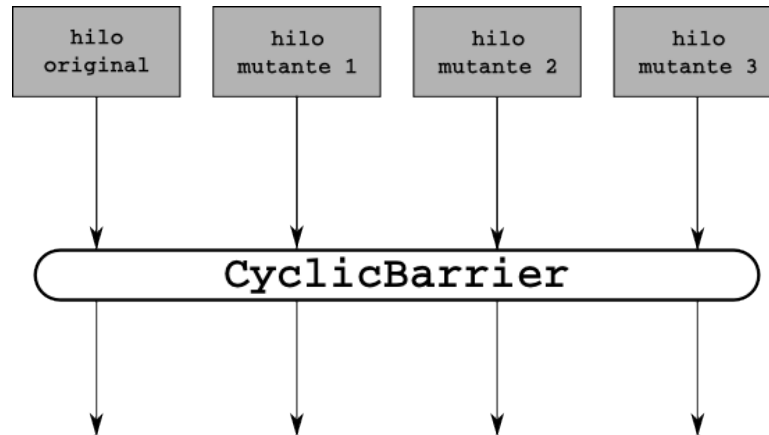 hilo
original
hilo
mutante 1
hilo
mutante 2
hilo
mutante 3
CyclicBarrier